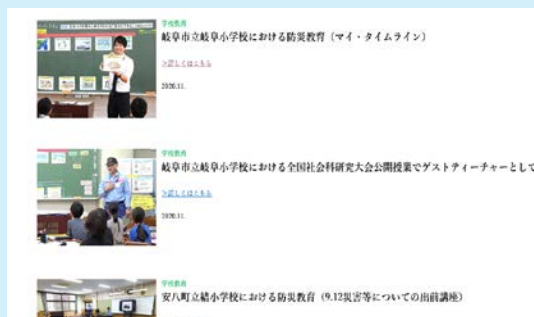 学校教育
岐阜市立岐阜小学校における防災教育（マイ・タイムライン）
>詳しくはこちら
2020.11.
学校教育
岐阜市立岐阜小学校における全国社会科研究大会公開授業でゲストティーチャーとして
>詳しくはこちら
2020.11.
学校教育
安八町立結小学校における防災教育（9.12災害等についての出前講座）